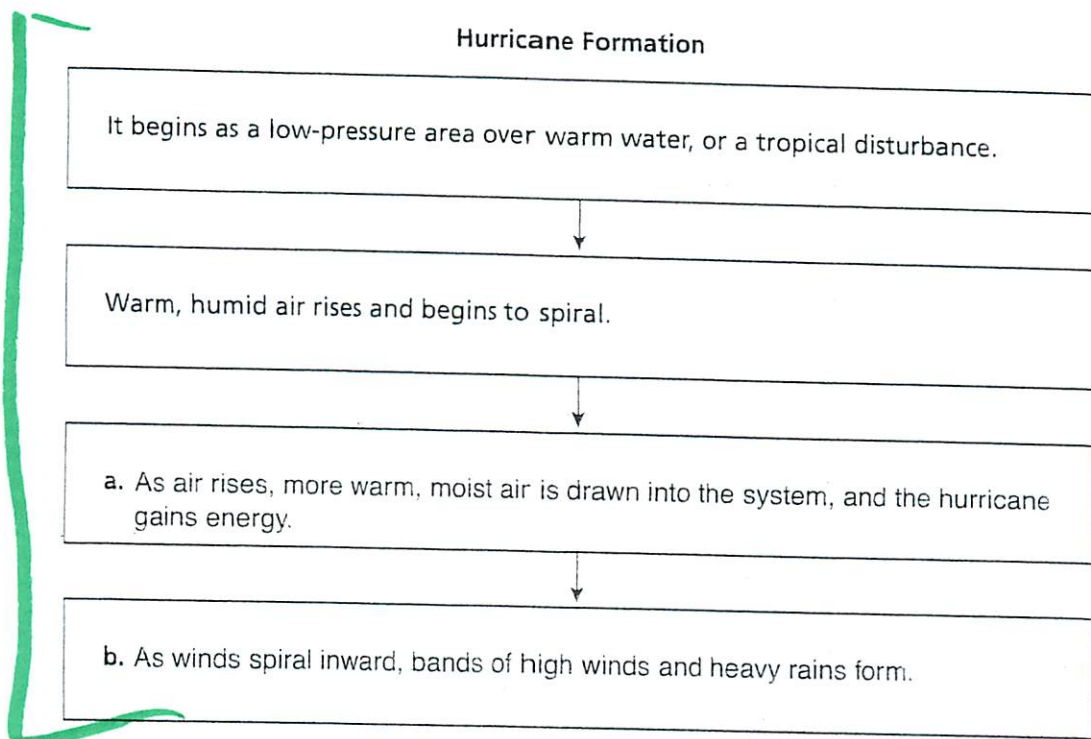 Hurricane Formation
It begins as a low-pressure area over warm water, or a tropical disturbance.
Warm, humid air rises and begins to spiral.
a. As air rises, more warm, moist air is drawn into the system, and the hurricane
gains energy.
b. As winds spiral inward, bands of high winds and heavy rains form.